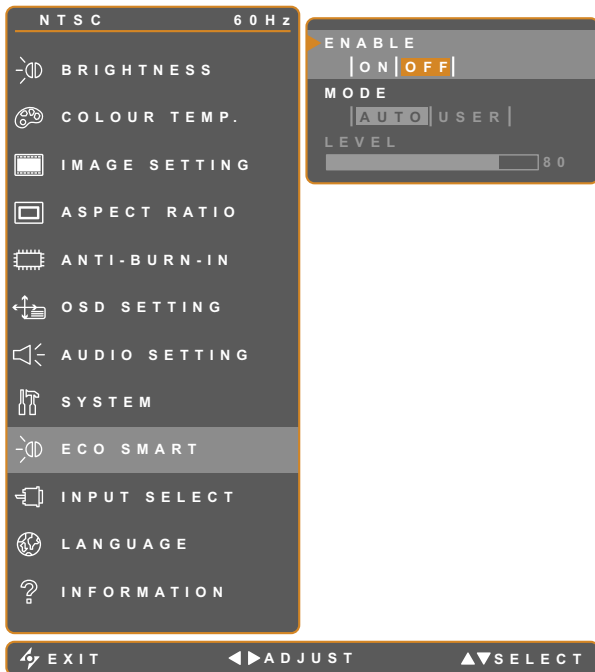 NTSC 60Hz
BRIGHTNESS
COLOUR TEMP.
IMAGE SETTING
ASPECT RATIO
ANTI-BURN-IN
OSD SETTING
AUDIO SETTING
SYSTEM
ECO SMART
INPUT SELECT
LANGUAGE
INFORMATION
ENABLE
ON OFF
MODE
AUTO USER
LEVEL
80
EXIT ADJUST SELECT